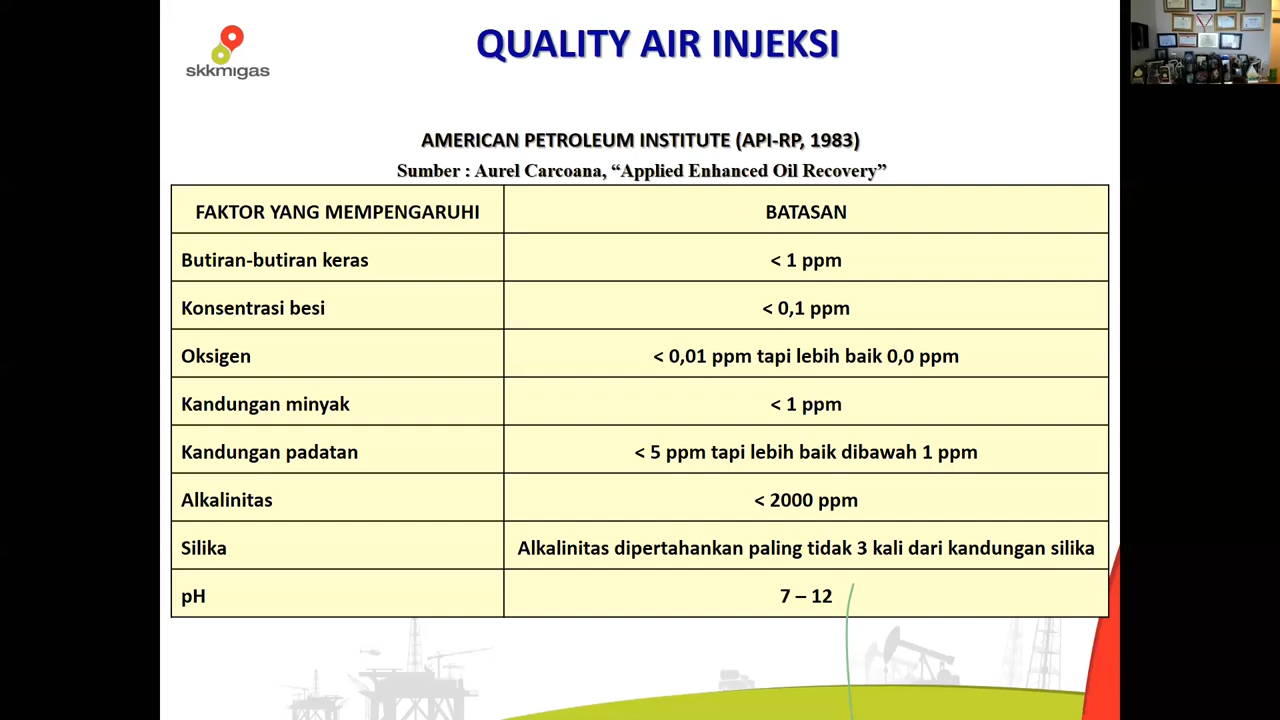 skkmigas
QUALITY AIR INJEKSI
AMERICAN PETROLEUM INSTITUTE (API-RP, 1983)
Sumber : Aurel Carcoana, “Applied Enhanced Oil Recovery”
FAKTOR YANG MEMPENGARUHI BATASAN
Butiran-butiran keras < 1 ppm
Konsentrasi besi < 0,1 ppm
Oksigen < 0,01 ppm tapi lebih baik 0,0 ppm
Kandungan minyak < 1 ppm
Kandungan padatan < 5 ppm tapi lebih baik dibawah 1 ppm
Alkalinitas < 2000 ppm
Silika Alkalinitas dipertahankan paling tidak 3 kali dari kandungan silika
pH 7 – 12